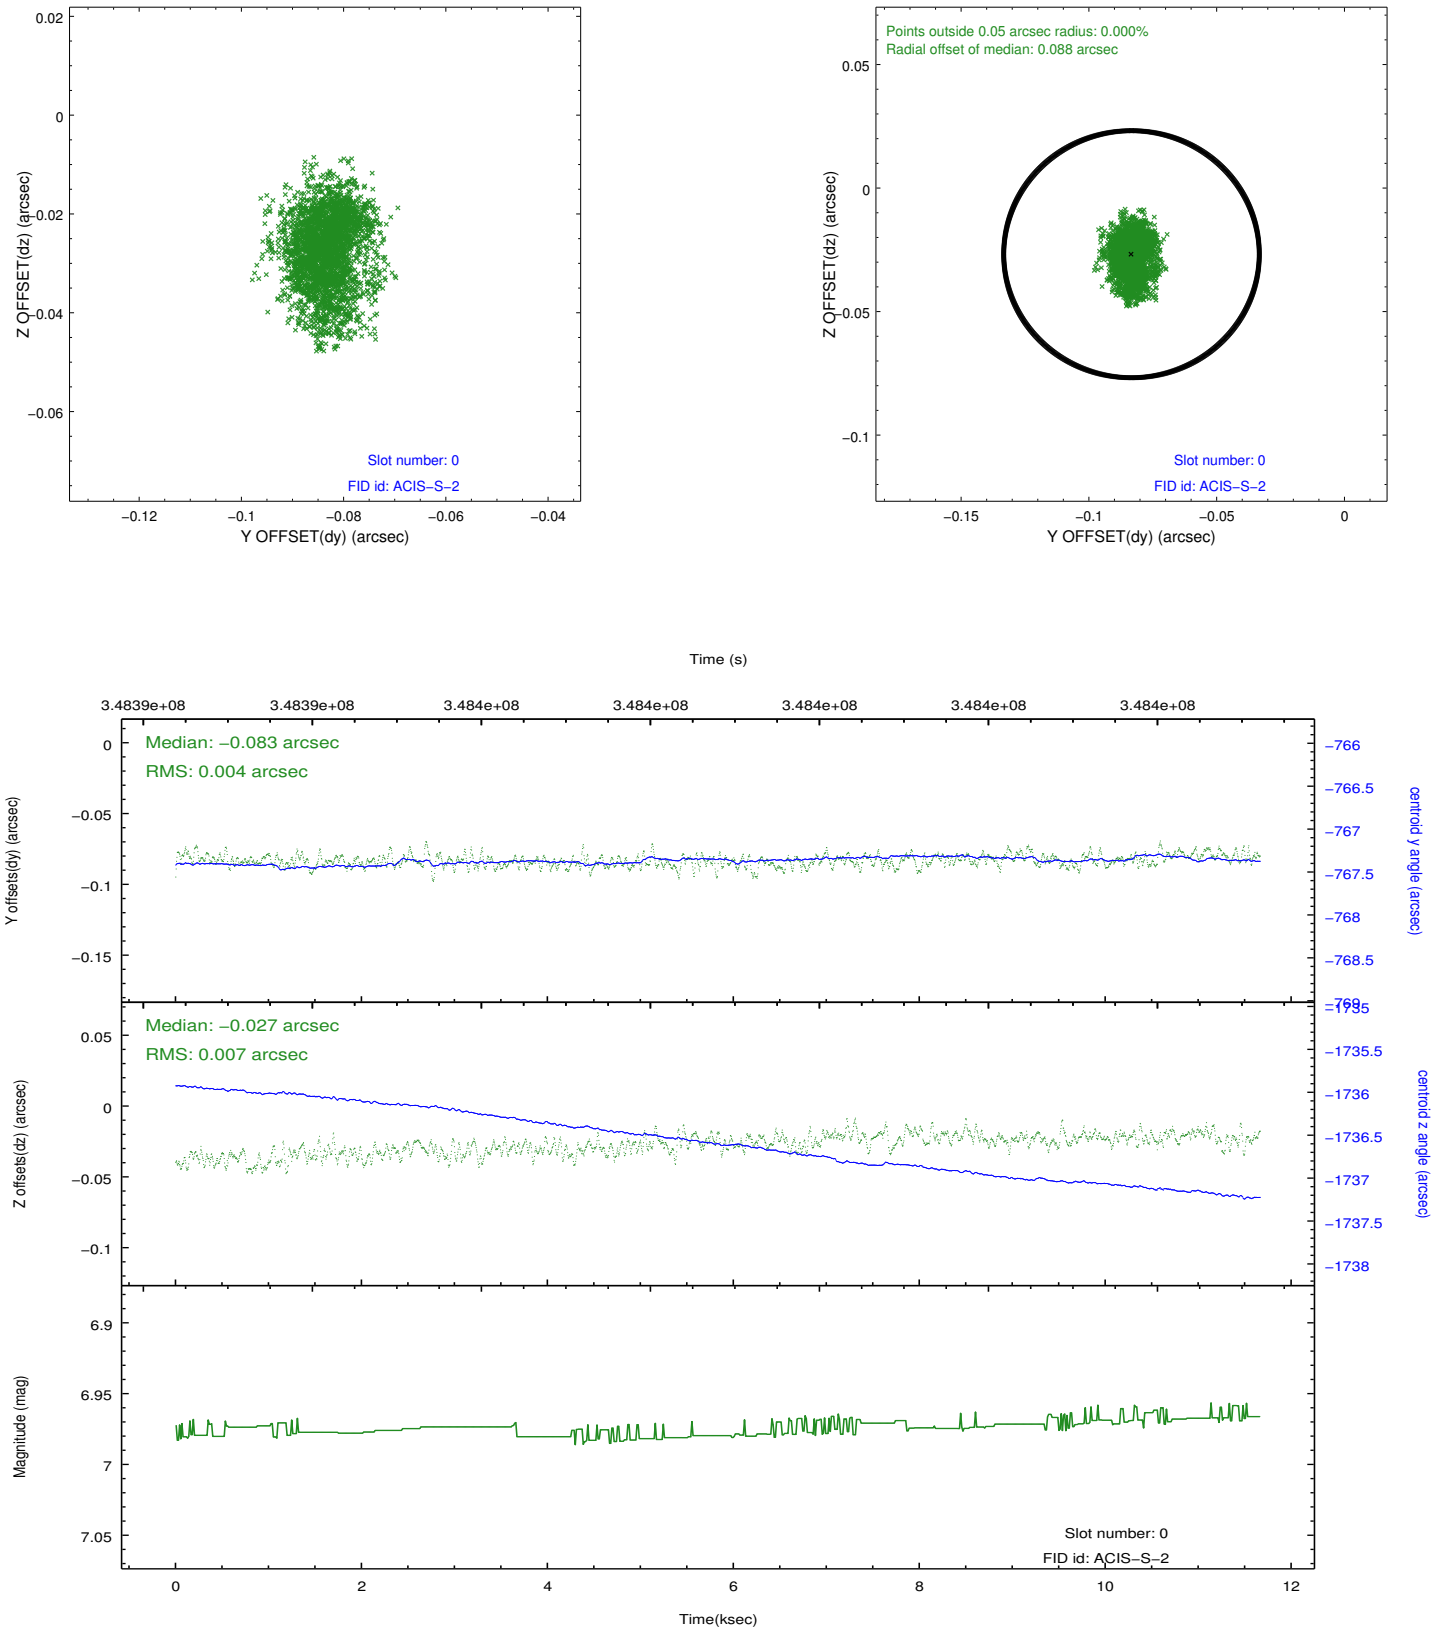 0.02
0
−0.02
−0.04
−0.06
Z OFFSET(dz) (arcsec)
Slot number: 0
FID id: ACIS−S−2
−0.12
−0.1
−0.08
−0.06
−0.04
Y OFFSET(dy) (arcsec)
Points outside 0.05 arcsec radius: 0.000%
Radial offset of median: 0.088 arcsec
0.05
0
−0.05
−0.1
Z OFFSET(dz) (arcsec)
Slot number: 0
FID id: ACIS−S−2
−0.15
−0.1
−0.05
0
Y OFFSET(dy) (arcsec)
Time (s)
3.4839e+08
3.4839e+08
3.484e+08
3.484e+08
3.484e+08
3.484e+08
3.484e+08
Median: −0.083 arcsec
RMS: 0.004 arcsec
0
−0.05
−0.1
−0.15
Y offsets(dy) (arcsec)
−766
−766.5
−767
−767.5
−768
−768.5
−769
centroid y angle (arcsec)
Median: −0.027 arcsec
RMS: 0.007 arcsec
0.05
0
−0.05
−0.1
Z offsets(dz) (arcsec)
−1735
−1735.5
−1736
−1736.5
−1737
−1737.5
−1738
centroid z angle (arcsec)
6.9
6.95
7
7.05
Magnitude (mag)
Slot number: 0
FID id: ACIS−S−2
0
2
4
6
8
10
12
Time(ksec)